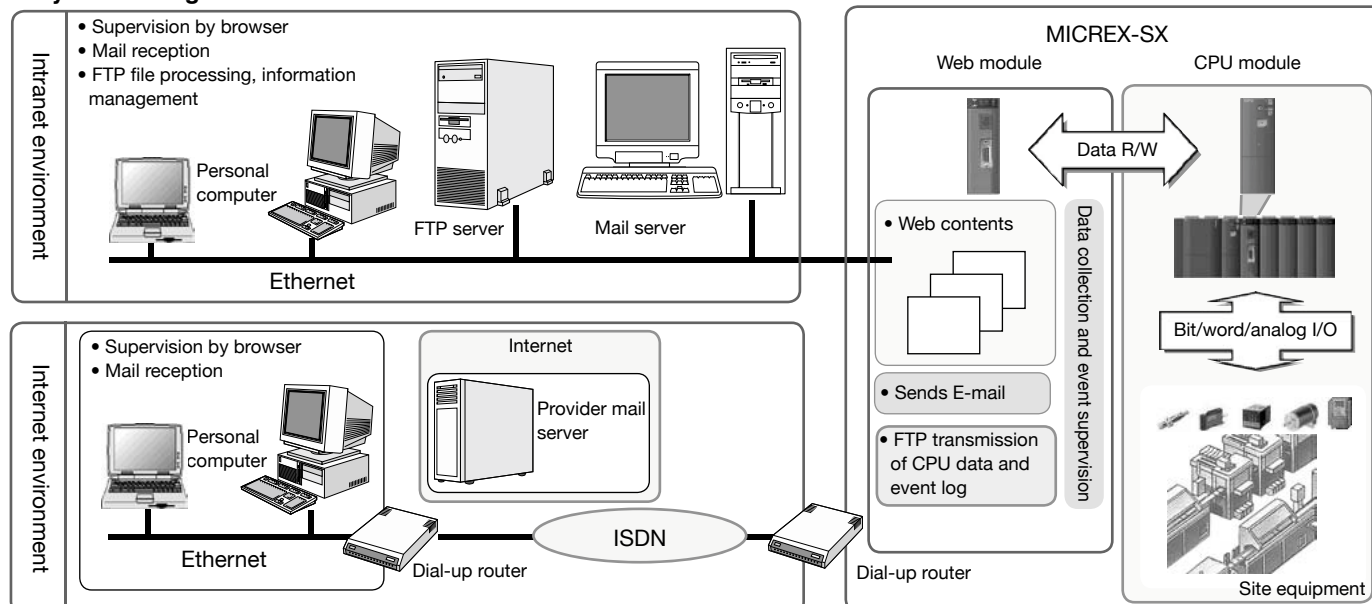 Intranet environment
• Supervision by browser
• Mail reception
• FTP file processing, information
management
Personal
computer
FTP server
Mail server
Ethernet
Internet environment
• Supervision by browser
• Mail reception
Personal
computer
Ethernet
Internet
Provider mail
server
Dial-up router
ISDN
Dial-up router
MICREX-SX
Web module
CPU module
Data R/W
• Web contents
• Sends E-mail
• FTP transmission
of CPU data and
event log
Data collection and event supervision
Bit/word/analog I/O
Site equipment